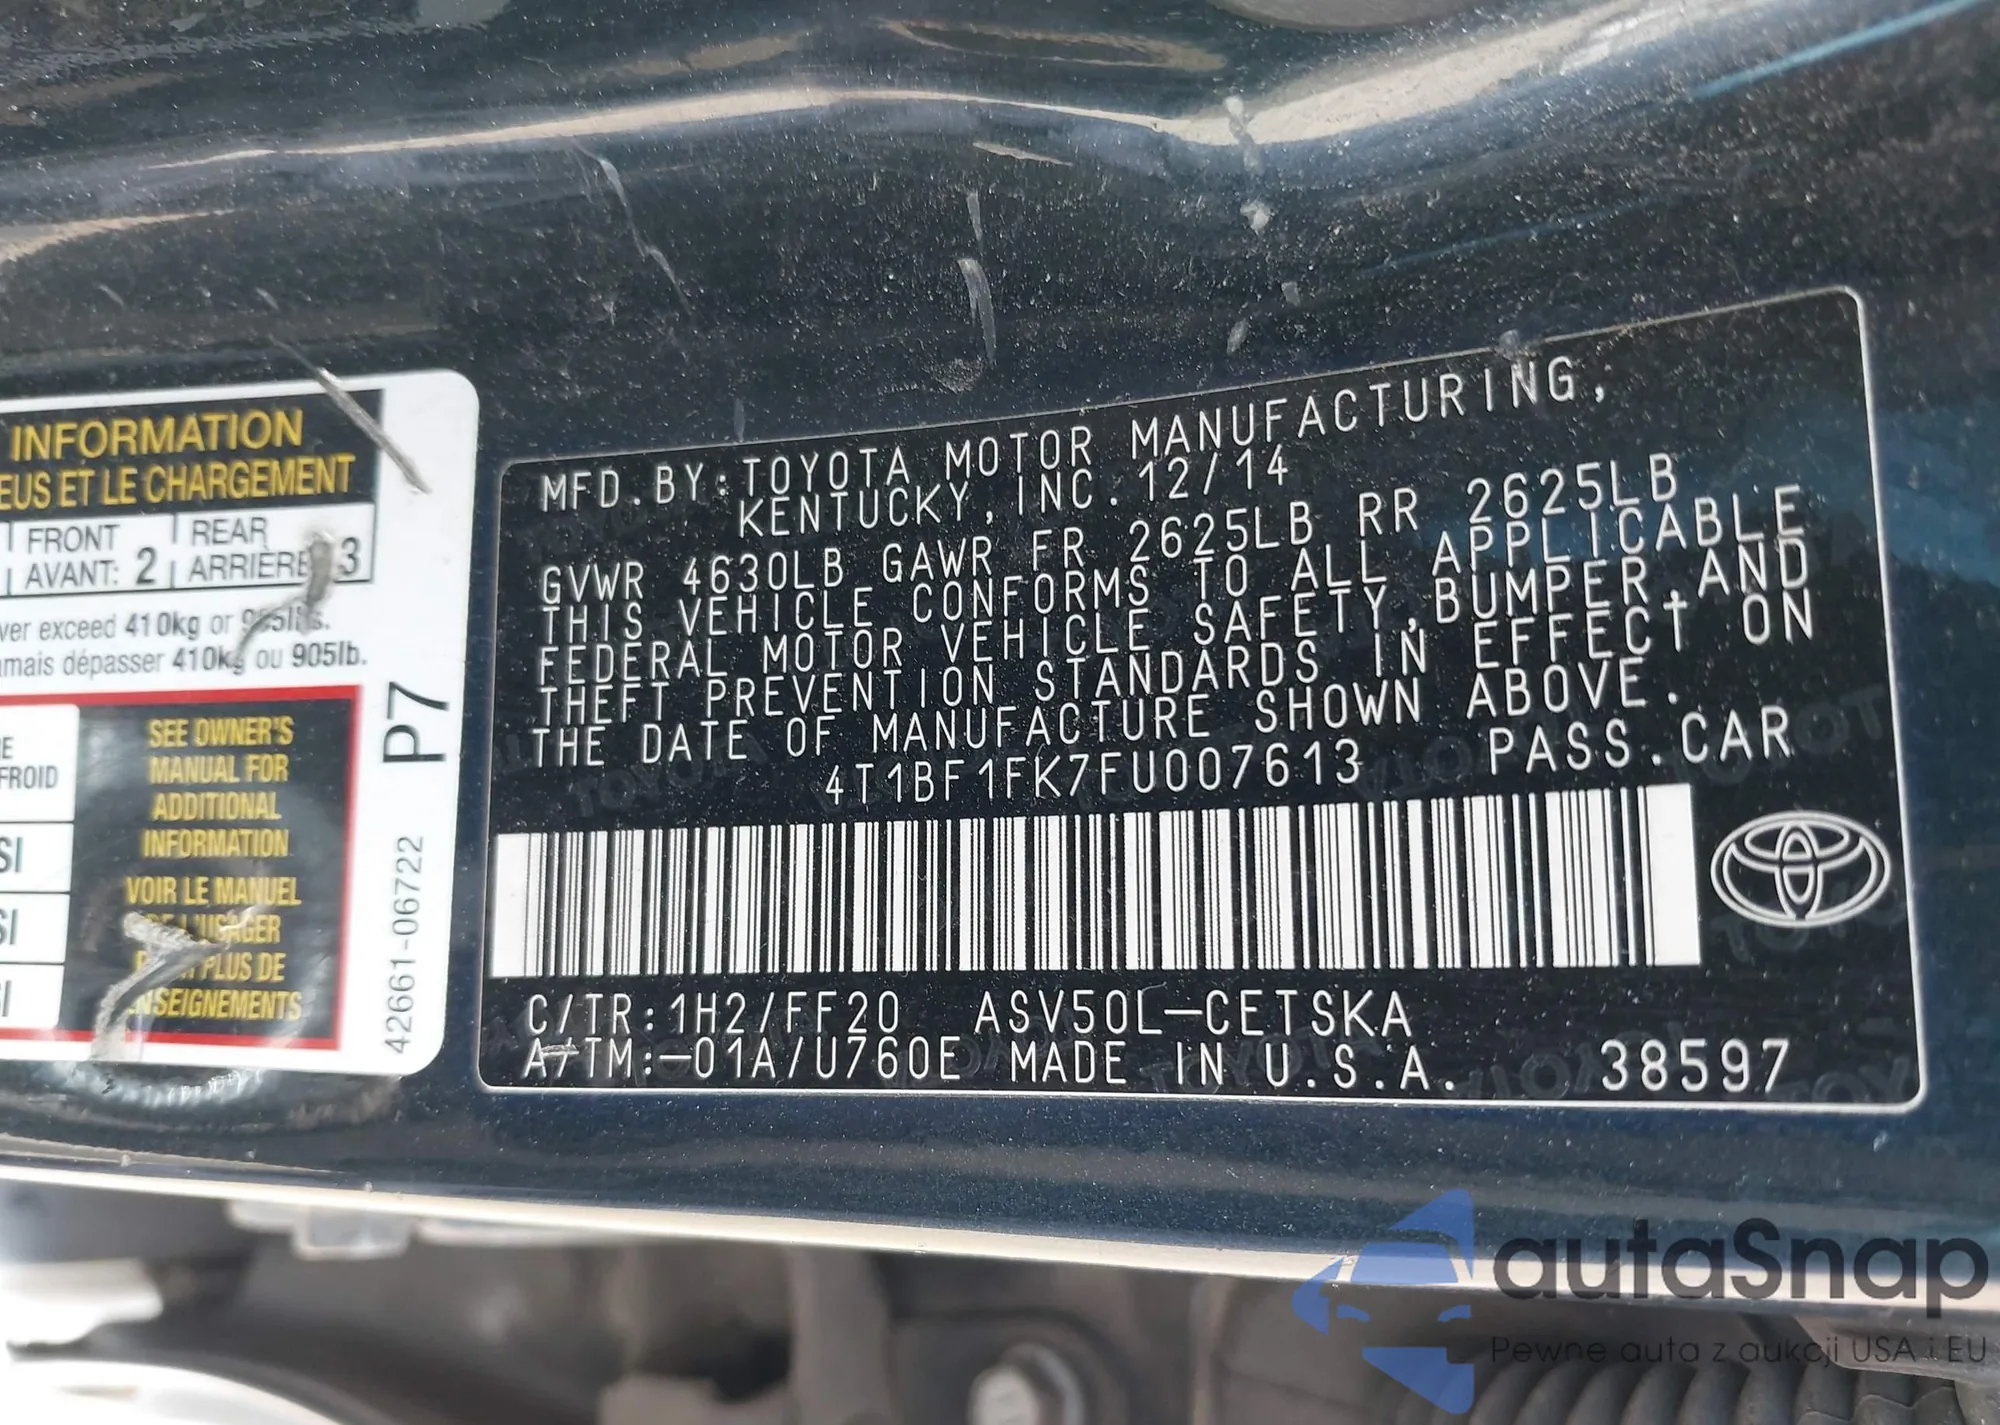 INFORMATION
EUS ET LE CHARGEMENT
FRONT
AVANT: 2
REAR
ARRIÈRE 3
ver exceed 410kg or 905lbs.
amais dépasser 410kg ou 905lb.
FROID
SEE OWNER'S
MANUAL FOR
ADDITIONAL
INFORMATION
VOIR LE MANUEL
DE L'USAGER
POUR PLUS DE
ENSEIGNEMENTS
P7
42661-06722
MFD.BY:TOYOTA MOTOR MANUFACTURING,
KENTUCKY,INC.12/14
GVWR 4630LB GAWR FR 2625LB RR 2625LB
THIS VEHICLE CONFORMS TO ALL APPLICABLE
FEDERAL MOTOR VEHICLE SAFETY,BUMPER,AND
THEFT PREVENTION STANDARDS IN EFFECT ON
THE DATE OF MANUFACTURE SHOWN ABOVE.
4T1BF1FK7FU007613 PASS.CAR
C/TR:1H2/FF20 ASV50L-CETSKA
A/TM:-01A/U760E MADE IN U.S.A. 38597
autaSnap
Pewne auta z aukcji USA i EU